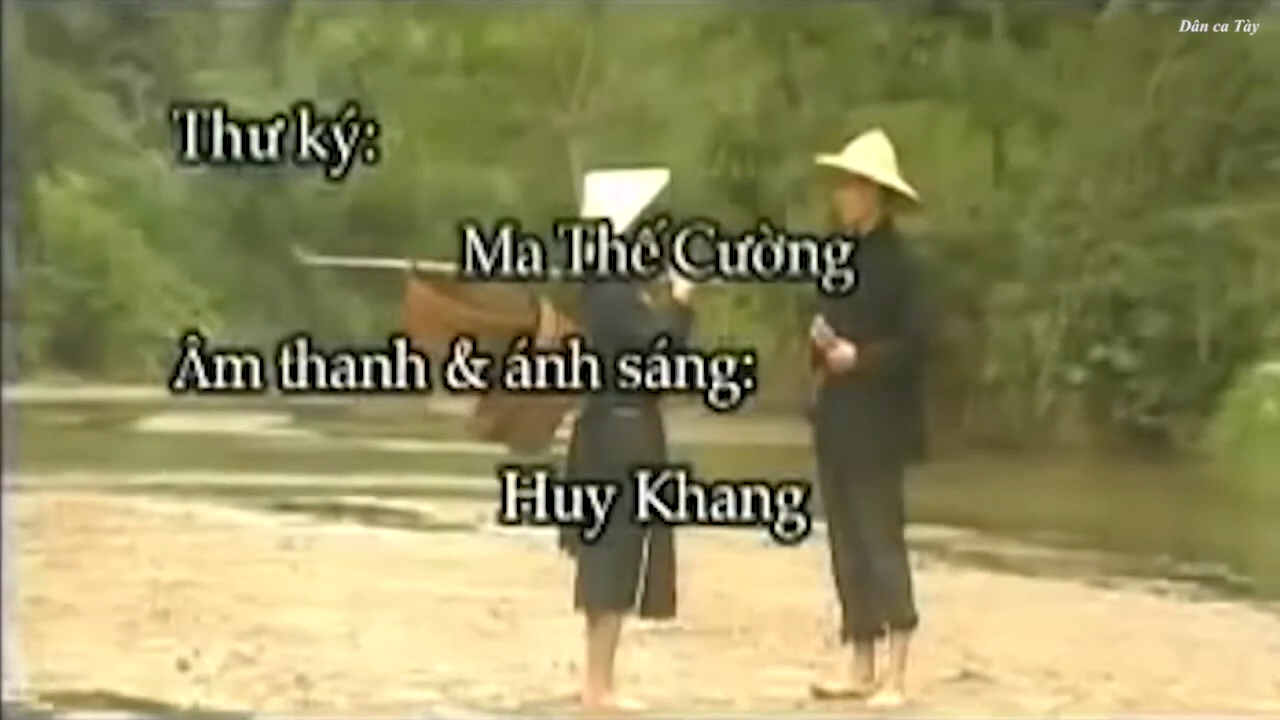 Dân ca Tày
Thư ký:
Ma Thế Cường
Âm thanh & ánh sáng:
Huy Khang